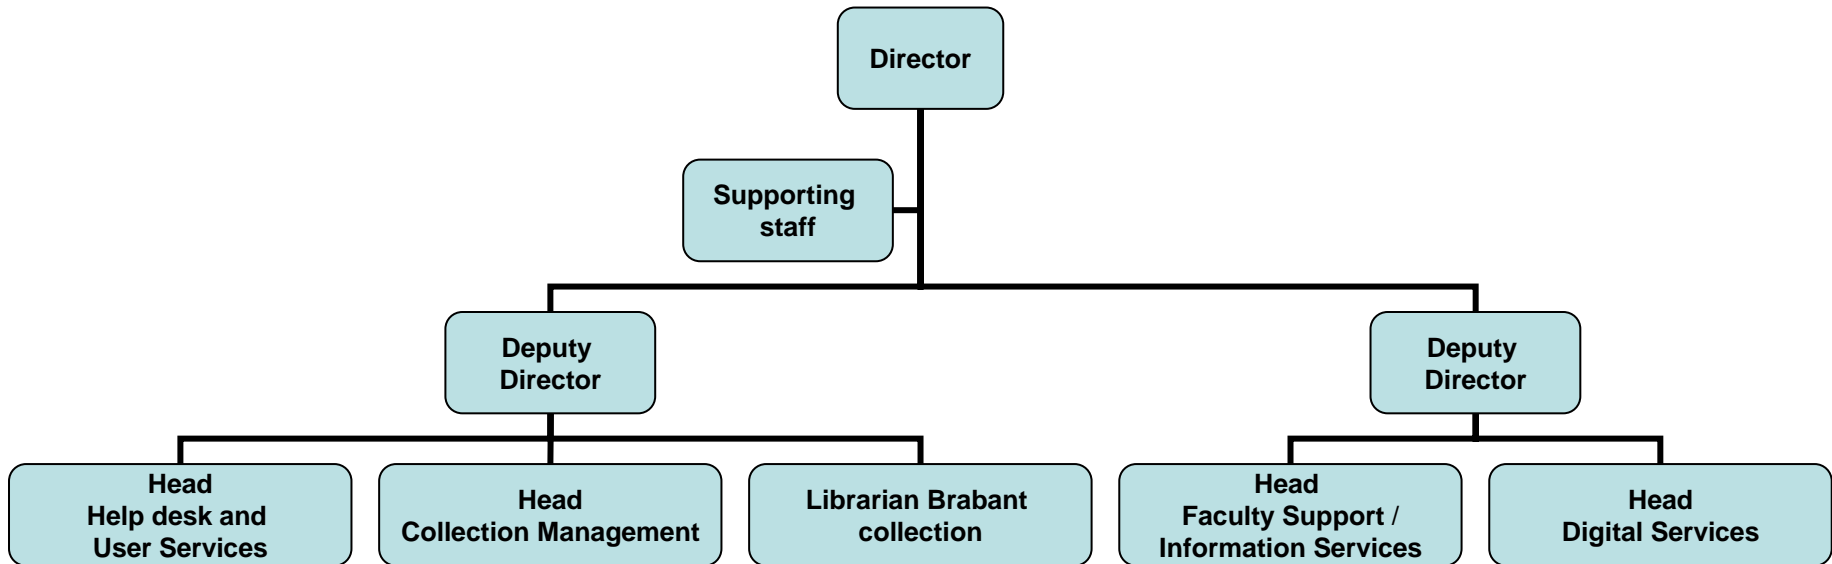 Director
Supporting
staff
Deputy
Director
Deputy
Director
Head
Help desk and
User Services
Head
Collection Management
Librarian Brabant
collection
Head
Faculty Support /
Information Services
Head
Digital Services